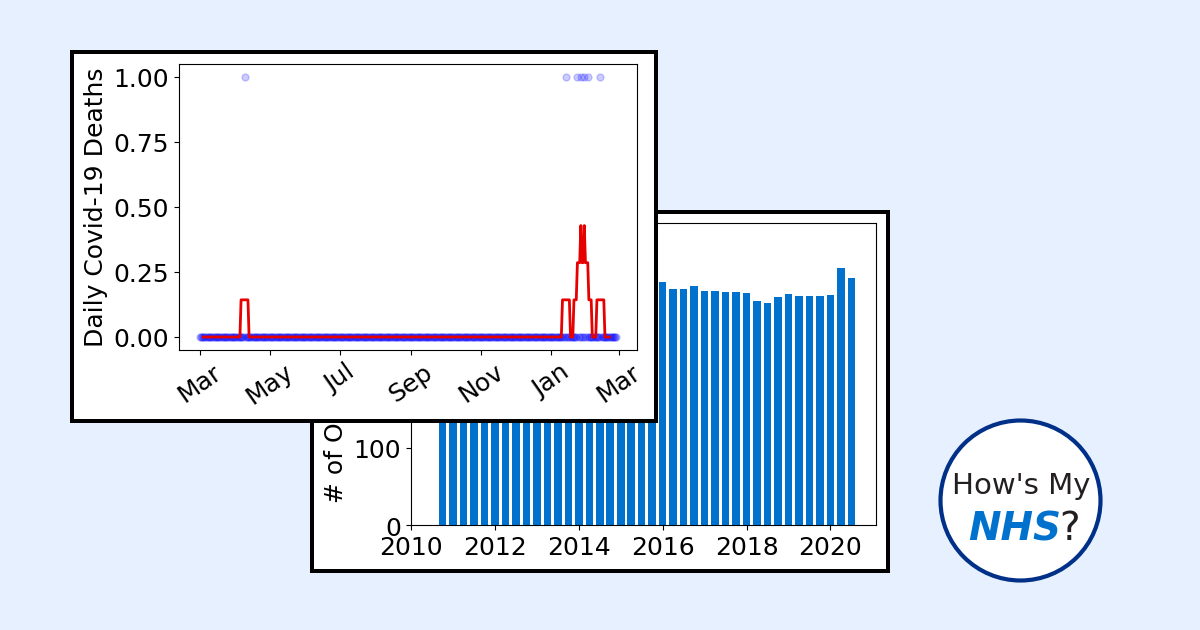 Daily Covid-19 Deaths
1.00
0.75
0.50
0.25
0.00
Mar
May
Jul
Sep
Nov
Jan
Mar
# of O
100
0
2010
2012
2014
2016
2018
2020
How's My
NHS?